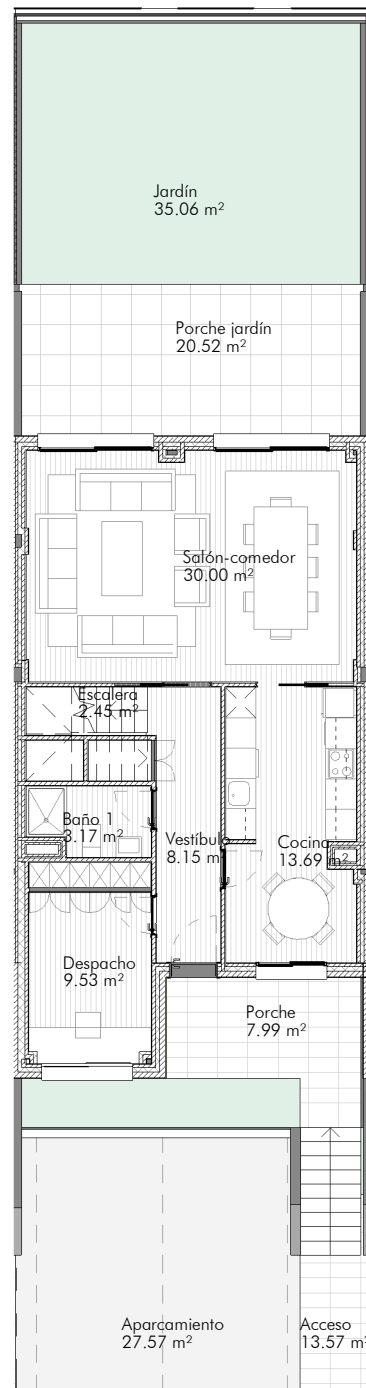 Jardín
35.06 m²
Porche jardín
20.52 m²
Salón-comedor
30.00 m²
Escalera
2.45 m²
Baño 1
3.17 m²
Vestíbulo
8.15 m²
Cocina
13.69 m²
Despacho
9.53 m²
Porche
7.99 m²
Aparcamiento
27.57 m²
Acceso
13.57 m²